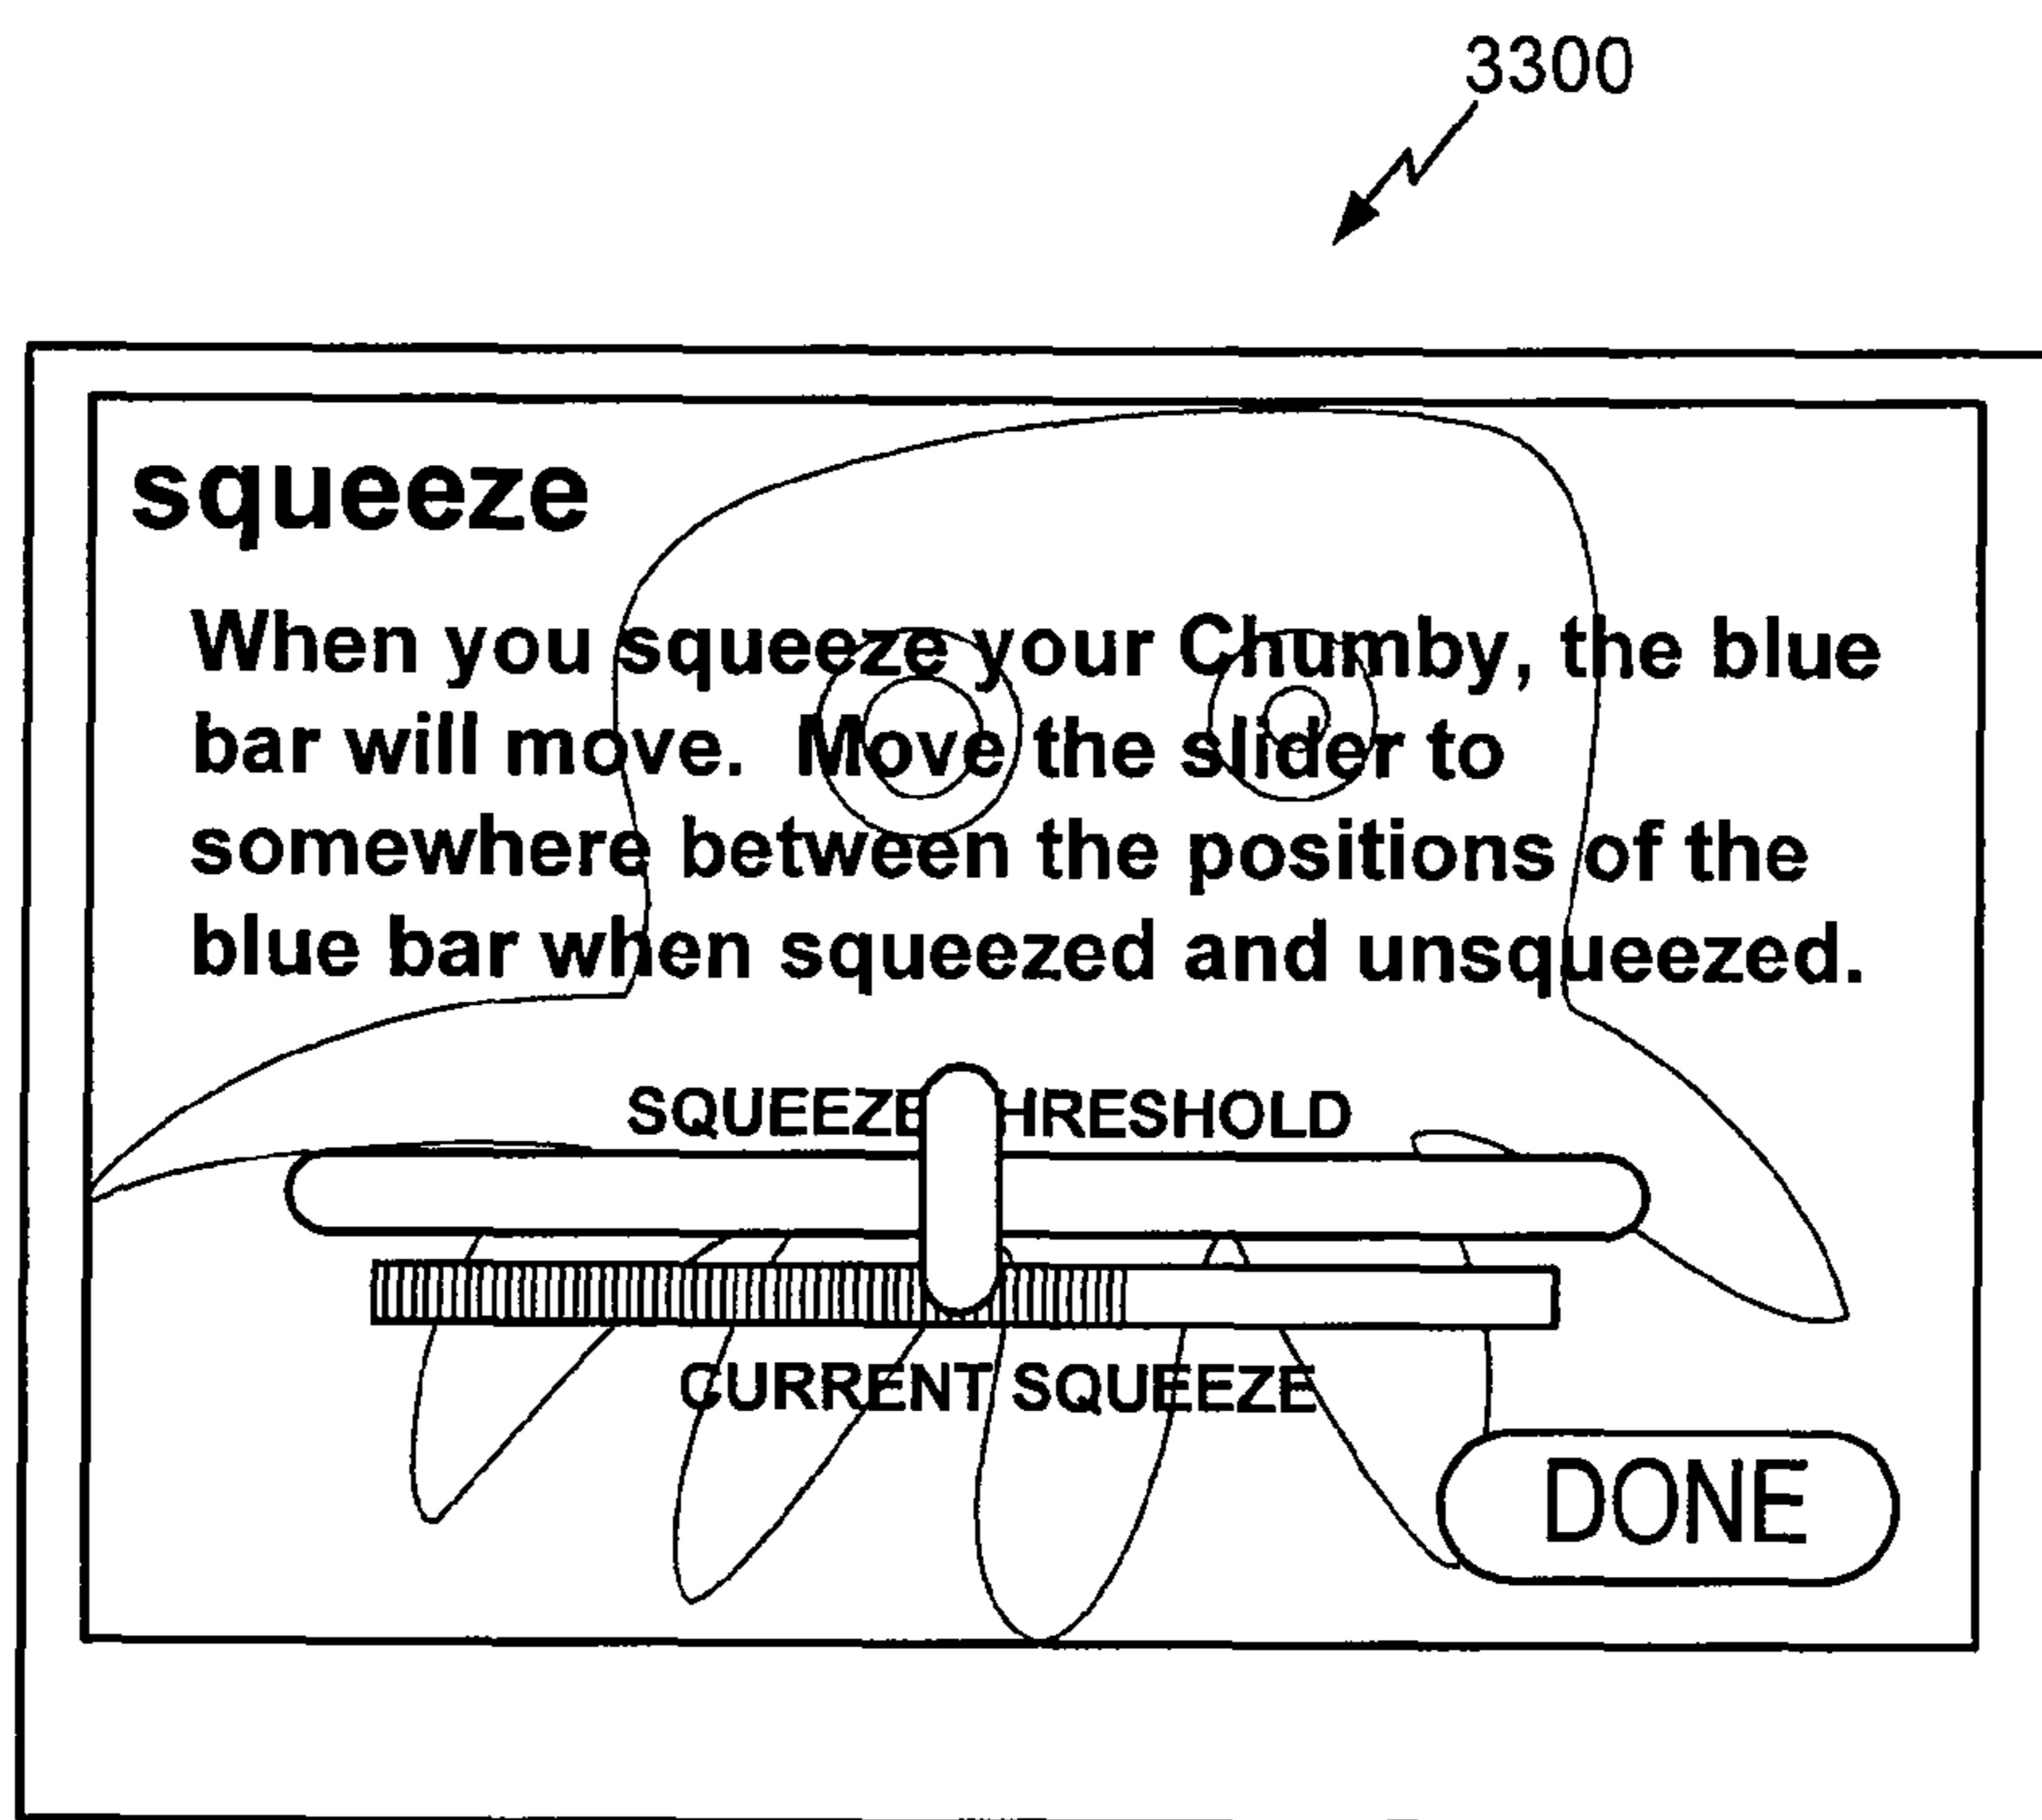 3300
squeeze
When you squeeze your Chumby, the blue
bar will move. Move the slider to
somewhere between the positions of the
blue bar when squeezed and unsqueezed.
SQUEEZE THRESHOLD
CURRENT SQUEEZE
DONE